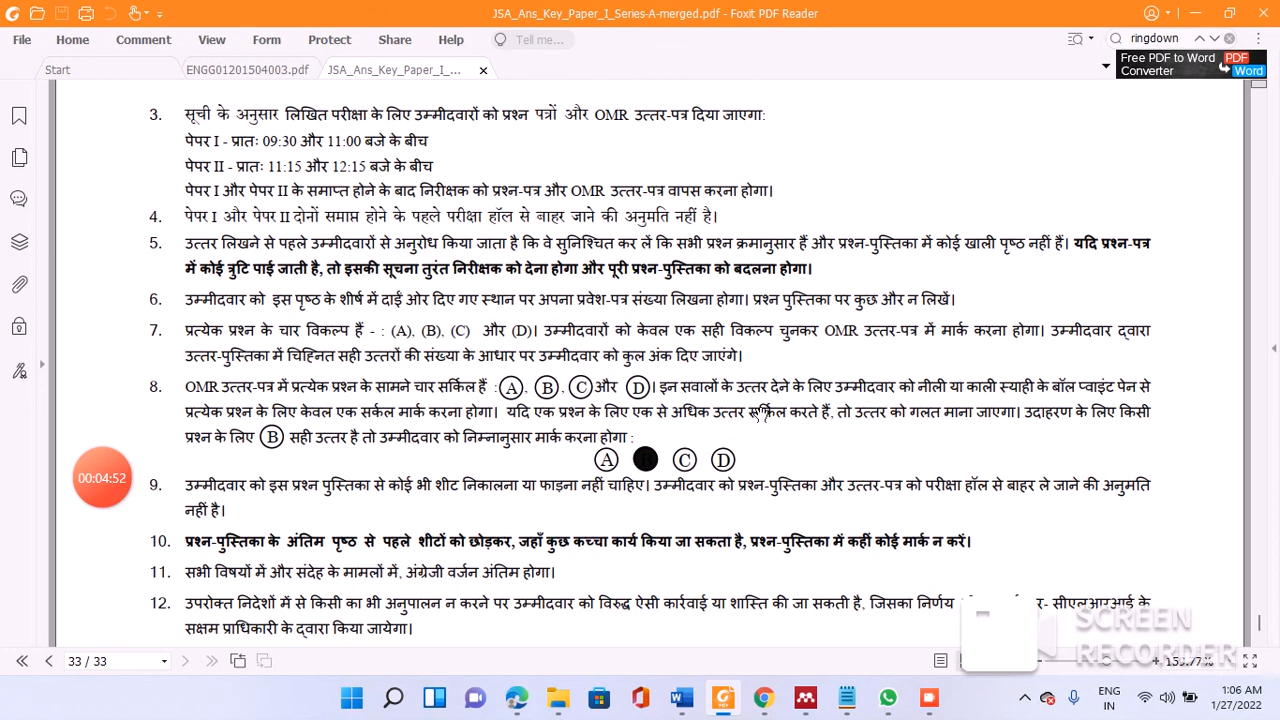 JSA_Ans_Key_Paper_I_Series-A-merged.pdf - Foxit PDF Reader
File Home Comment View Form Protect Share Help Tell me... ringdown
Start ENGG01201504003.pdf JSA_Ans_Key_Paper_I_... Free PDF to Word Converter PDF Word
3. सूची के अनुसार लिखित परीक्षा के लिए उम्मीदवारों को प्रश्न पत्रों और OMR उत्तर-पत्र दिया जाएगा:
पेपर I - प्रातः 09:30 और 11:00 बजे के बीच
पेपर II - प्रातः 11:15 और 12:15 बजे के बीच
पेपर I और पेपर II के समाप्त होने के बाद निरीक्षक को प्रश्न-पत्र और OMR उत्तर-पत्र वापस करना होगा।
4. पेपर I और पेपर II दोनों समाप्त होने के पहले परीक्षा हॉल से बाहर जाने की अनुमति नहीं है।
5. उत्तर लिखने से पहले उम्मीदवारों से अनुरोध किया जाता है कि वे सुनिश्चित कर लें कि सभी प्रश्न क्रमानुसार हैं और प्रश्न-पुस्तिका में कोई खाली पृष्ठ नहीं हैं। यदि प्रश्न-पत्र
में कोई त्रुटि पाई जाती है, तो इसकी सूचना तुरंत निरीक्षक को देना होगा और पूरी प्रश्न-पुस्तिका को बदलना होगा।
6. उम्मीदवार को इस पृष्ठ के शीर्ष में दाईं ओर दिए गए स्थान पर अपना प्रवेश-पत्र संख्या लिखना होगा। प्रश्न पुस्तिका पर कुछ और न लिखें।
7. प्रत्येक प्रश्न के चार विकल्प हैं - : (A), (B), (C) और (D)। उम्मीदवारों को केवल एक सही विकल्प चुनकर OMR उत्तर-पत्र में मार्क करना होगा। उम्मीदवार द्वारा
उत्तर-पुस्तिका में चिह्नित सही उत्तरों की संख्या के आधार पर उम्मीदवार को कुल अंक दिए जाएंगे।
8. OMR उत्तर-पत्र में प्रत्येक प्रश्न के सामने चार सर्किल हैं : A, B, C और D। इन सवालों के उत्तर देने के लिए उम्मीदवार को नीली या काली स्याही के बॉल प्वाइंट पेन से
प्रत्येक प्रश्न के लिए केवल एक सर्कल मार्क करना होगा। यदि एक प्रश्न के लिए एक से अधिक उत्तर सर्किल करते हैं, तो उत्तर को गलत माना जाएगा। उदाहरण के लिए किसी
प्रश्न के लिए B सही उत्तर है तो उम्मीदवार को निम्नानुसार मार्क करना होगा :
A B C D
00:04:52
9. उम्मीदवार को इस प्रश्न पुस्तिका से कोई भी शीट निकालना या फाड़ना नहीं चाहिए। उम्मीदवार को प्रश्न-पुस्तिका और उत्तर-पत्र को परीक्षा हॉल से बाहर ले जाने की अनुमति
नहीं है।
10. प्रश्न-पुस्तिका के अंतिम पृष्ठ से पहले शीटों को छोड़कर, जहाँ कुछ कच्चा कार्य किया जा सकता है, प्रश्न-पुस्तिका में कहीं कोई मार्क न करें।
11. सभी विषयों में और संदेह के मामलों में, अंग्रेजी वर्जन अंतिम होगा।
12. उपरोक्त निदेशों में से किसी का भी अनुपालन न करने पर उम्मीदवार को विरुद्ध ऐसी कार्रवाई या शास्ति की जा सकती है, जिसका निर्णय सीएलआरआई के
सक्षम प्राधिकारी के द्वारा किया जायेगा।
SCREEN
RECORDER
33 / 33
ENG
IN
1:06 AM
1/27/2022